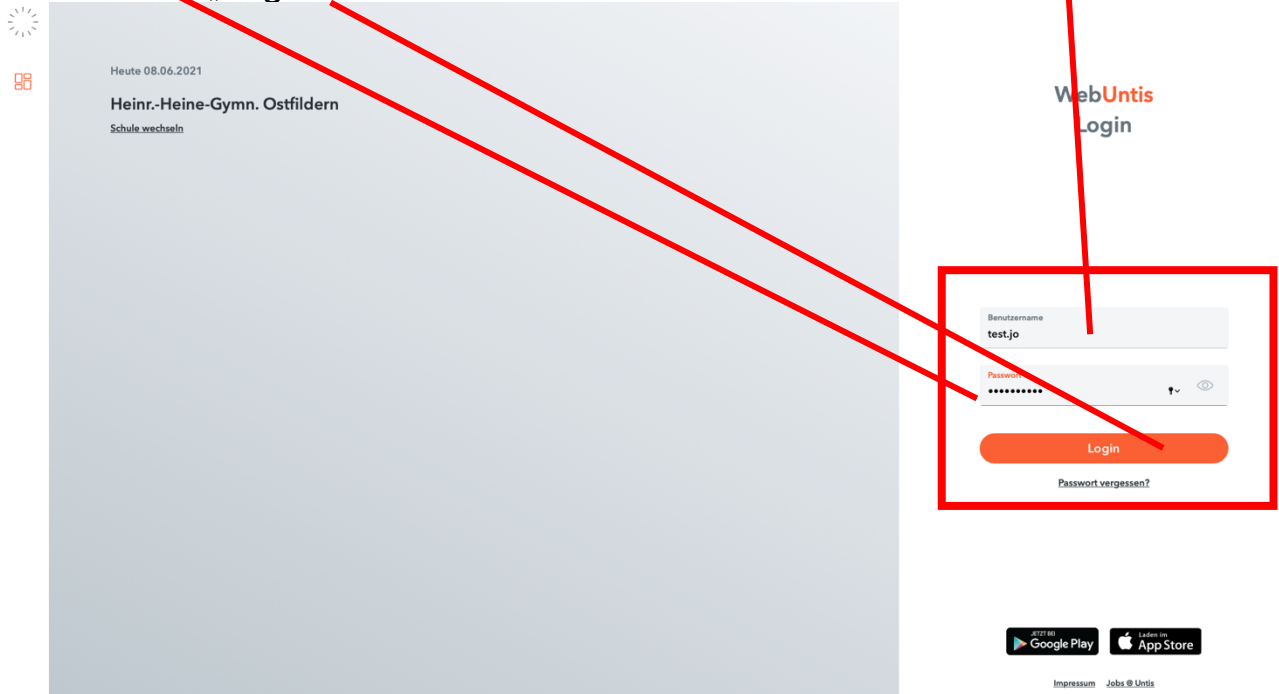 Heute 08.06.2021
Heinr.-Heine-Gymn. Ostfildern
Schule wechseln
WebUntis
Login
Benutzername
test.jo
Passwort
••••••••••
Login
Passwort vergessen?
JETZT BEI
Google Play
Laden im
App Store
Impressum Jobs @ Untis